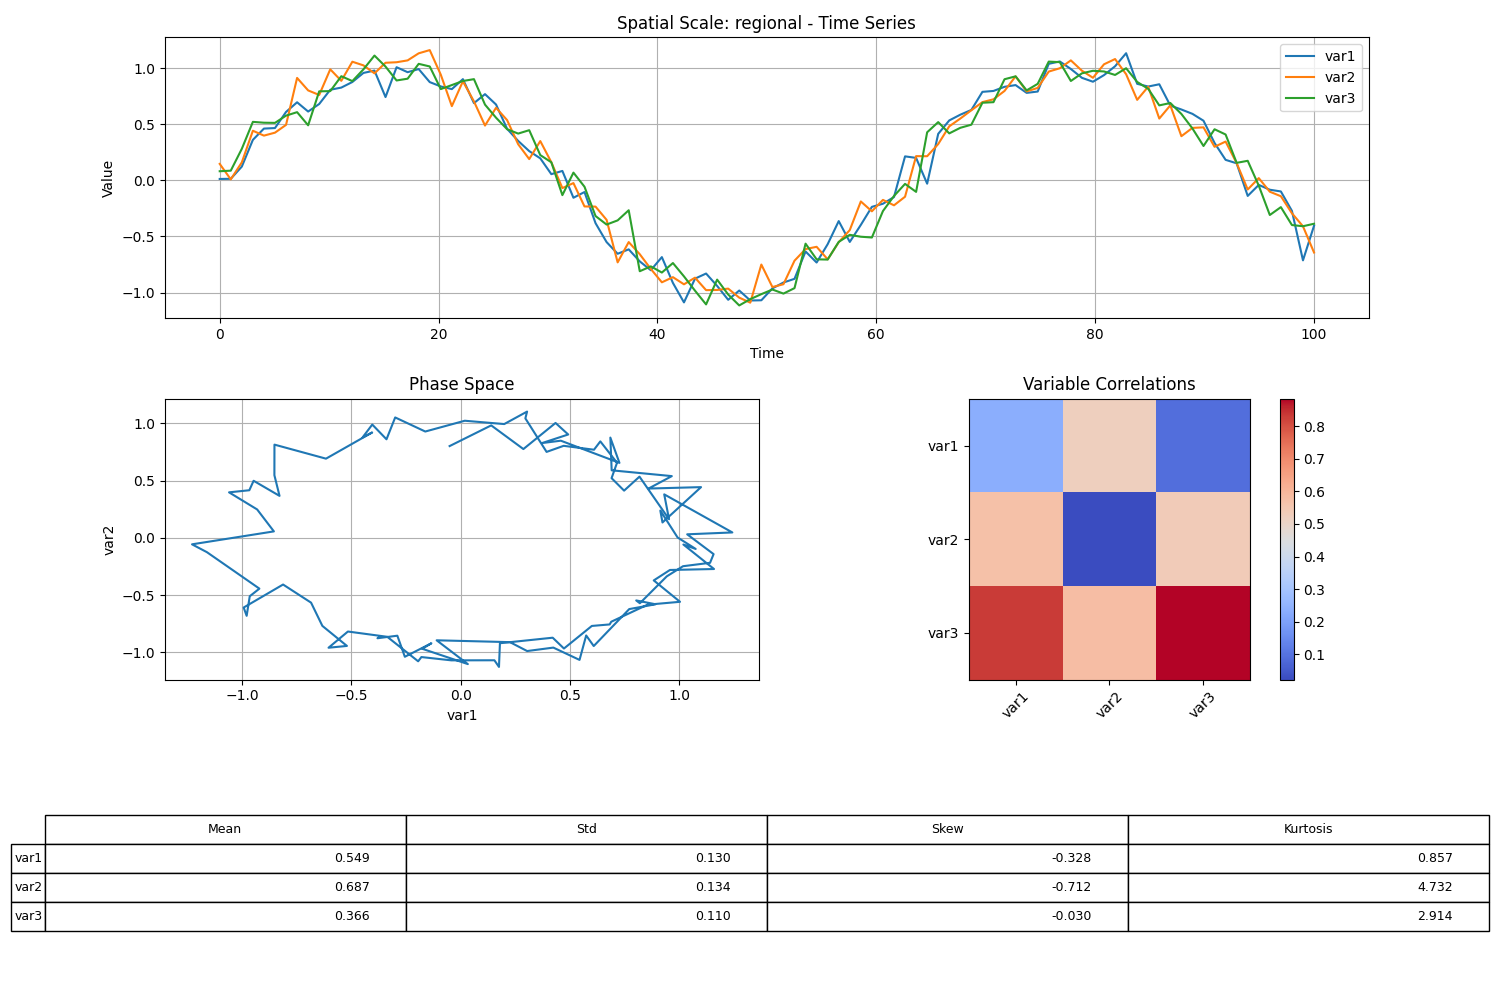 Spatial Scale: regional - Time Series
1.0
0.5
0.0
−0.5
−1.0
Value
var1
var2
var3
0 20 40 60 80 100
Time
Phase Space
1.0
0.5
0.0
−0.5
−1.0
var2
−1.0 −0.5 0.0 0.5 1.0
var1
Variable Correlations
var1
var2
var3
var1 var2 var3
0.8
0.7
0.6
0.5
0.4
0.3
0.2
0.1
Mean Std Skew Kurtosis
var1 0.549 0.130 -0.328 0.857
var2 0.687 0.134 -0.712 4.732
var3 0.366 0.110 -0.030 2.914